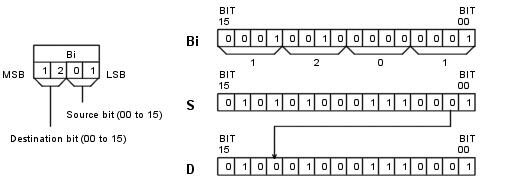 BIT 15 BIT 00
Bi 0 0 0 1 0 0 1 0 0 0 0 0 0 0 0 1
1 2 0 1
Bi
MSB 1 2 0 1 LSB
Source bit (00 to 15)
Destination bit (00 to 15)
BIT 15 BIT 00
S 0 1 0 1 0 1 0 0 0 1 1 1 0 0 0 1
BIT 15 BIT 00
D 0 1 0 0 0 1 0 0 0 1 1 1 0 0 0 1